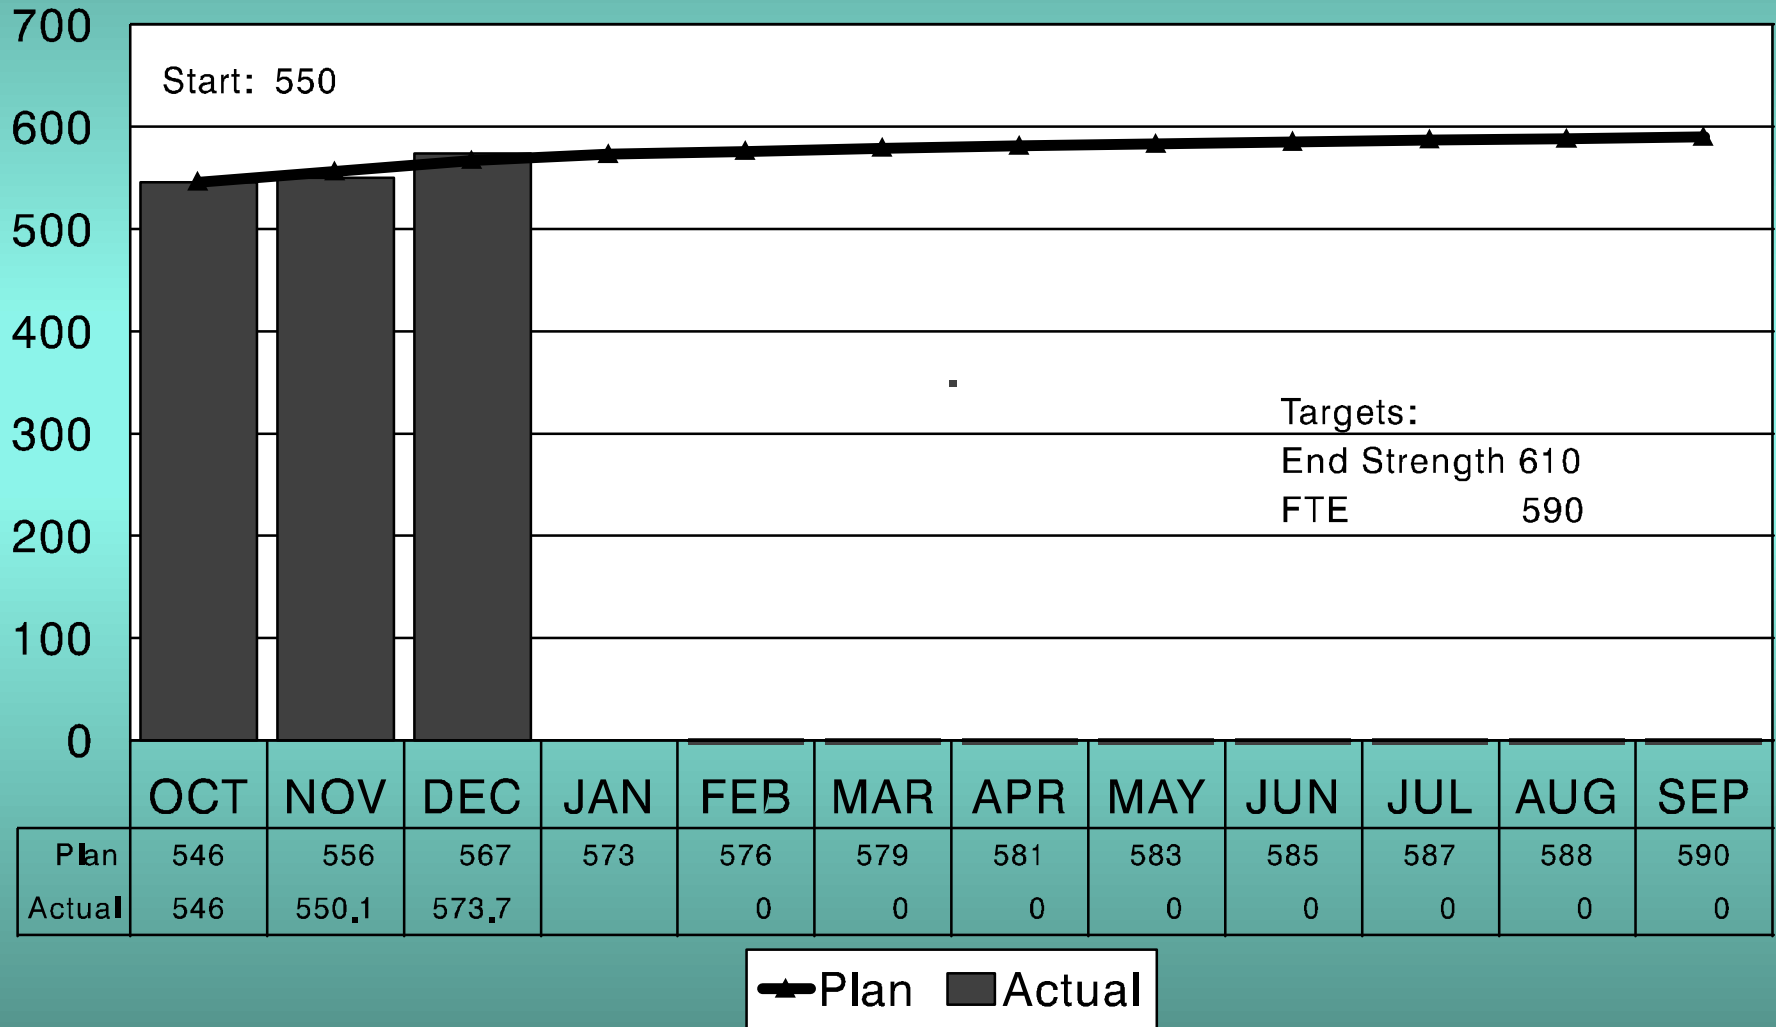 700
Start: 550
600
500
400
300
200
100
0
Targets:
End Strength 610
FTE 590
OCT NOV DEC JAN FEB MAR APR MAY JUN JUL AUG SEP
Plan 546 556 567 573 576 579 581 583 585 587 588 590
Actual 546 550.1 573.7 0 0 0 0 0 0 0 0
Plan Actual